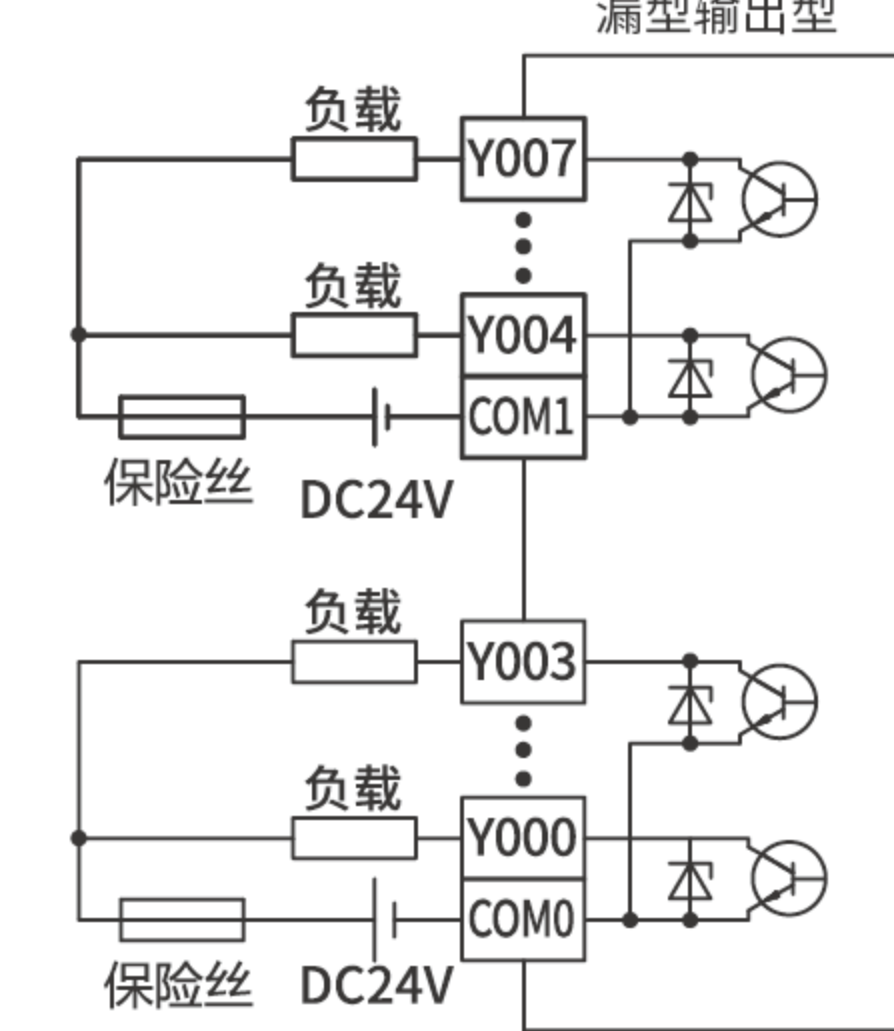 漏型输出型
负载
Y007
负载
Y004
COM1
保险丝
DC24V
负载
Y003
负载
Y000
COM0
保险丝
DC24V